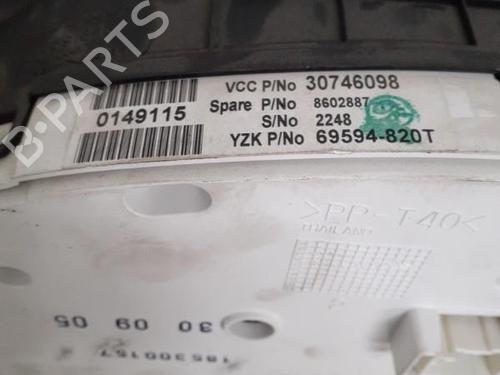 VCC P/No 30746098
Spare P/No 8602887
S/No 2248
YZK P/No 69594-820T
0149115
>PP-T40<
THAILAND
30 09 05
185300157
B-PARTS